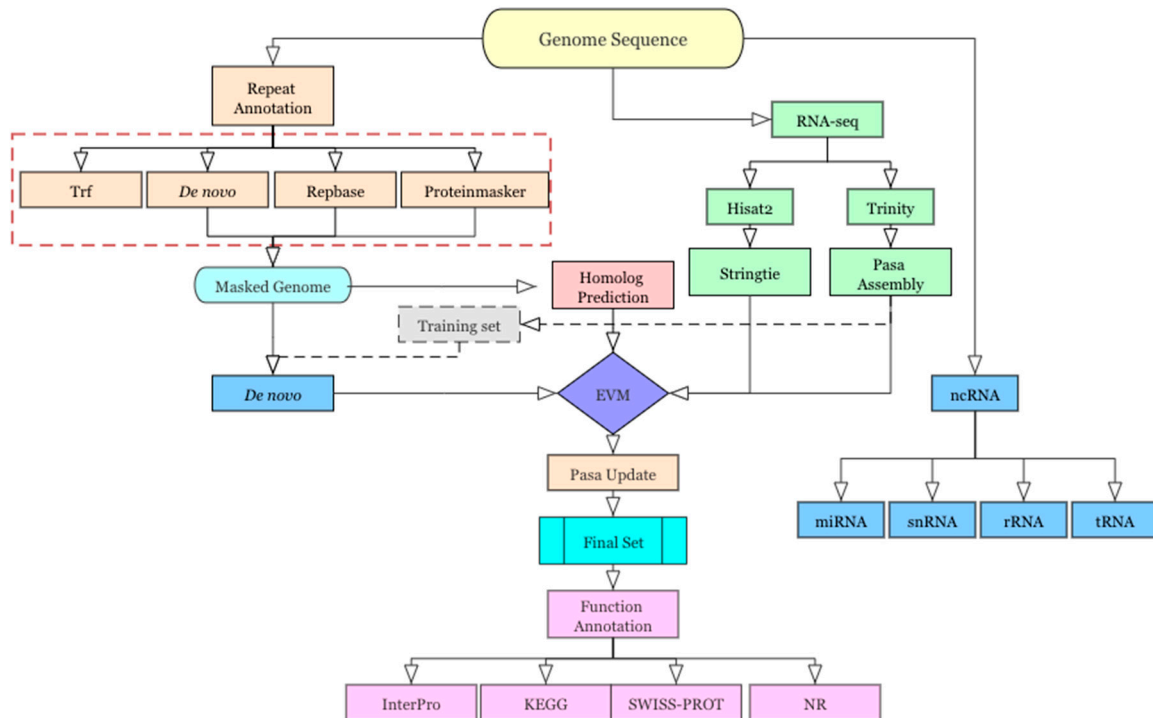 Genome Sequence
Repeat
Annotation
RNA-seq
Trf
De novo
Repbase
Proteinmasker
Hisat2
Trinity
Masked Genome
Homolog
Prediction
Stringtie
Pasa
Assembly
Training set
De novo
EVM
ncRNA
Pasa Update
miRNA
snRNA
rRNA
tRNA
Final Set
Function
Annotation
InterPro
KEGG
SWISS-PROT
NR